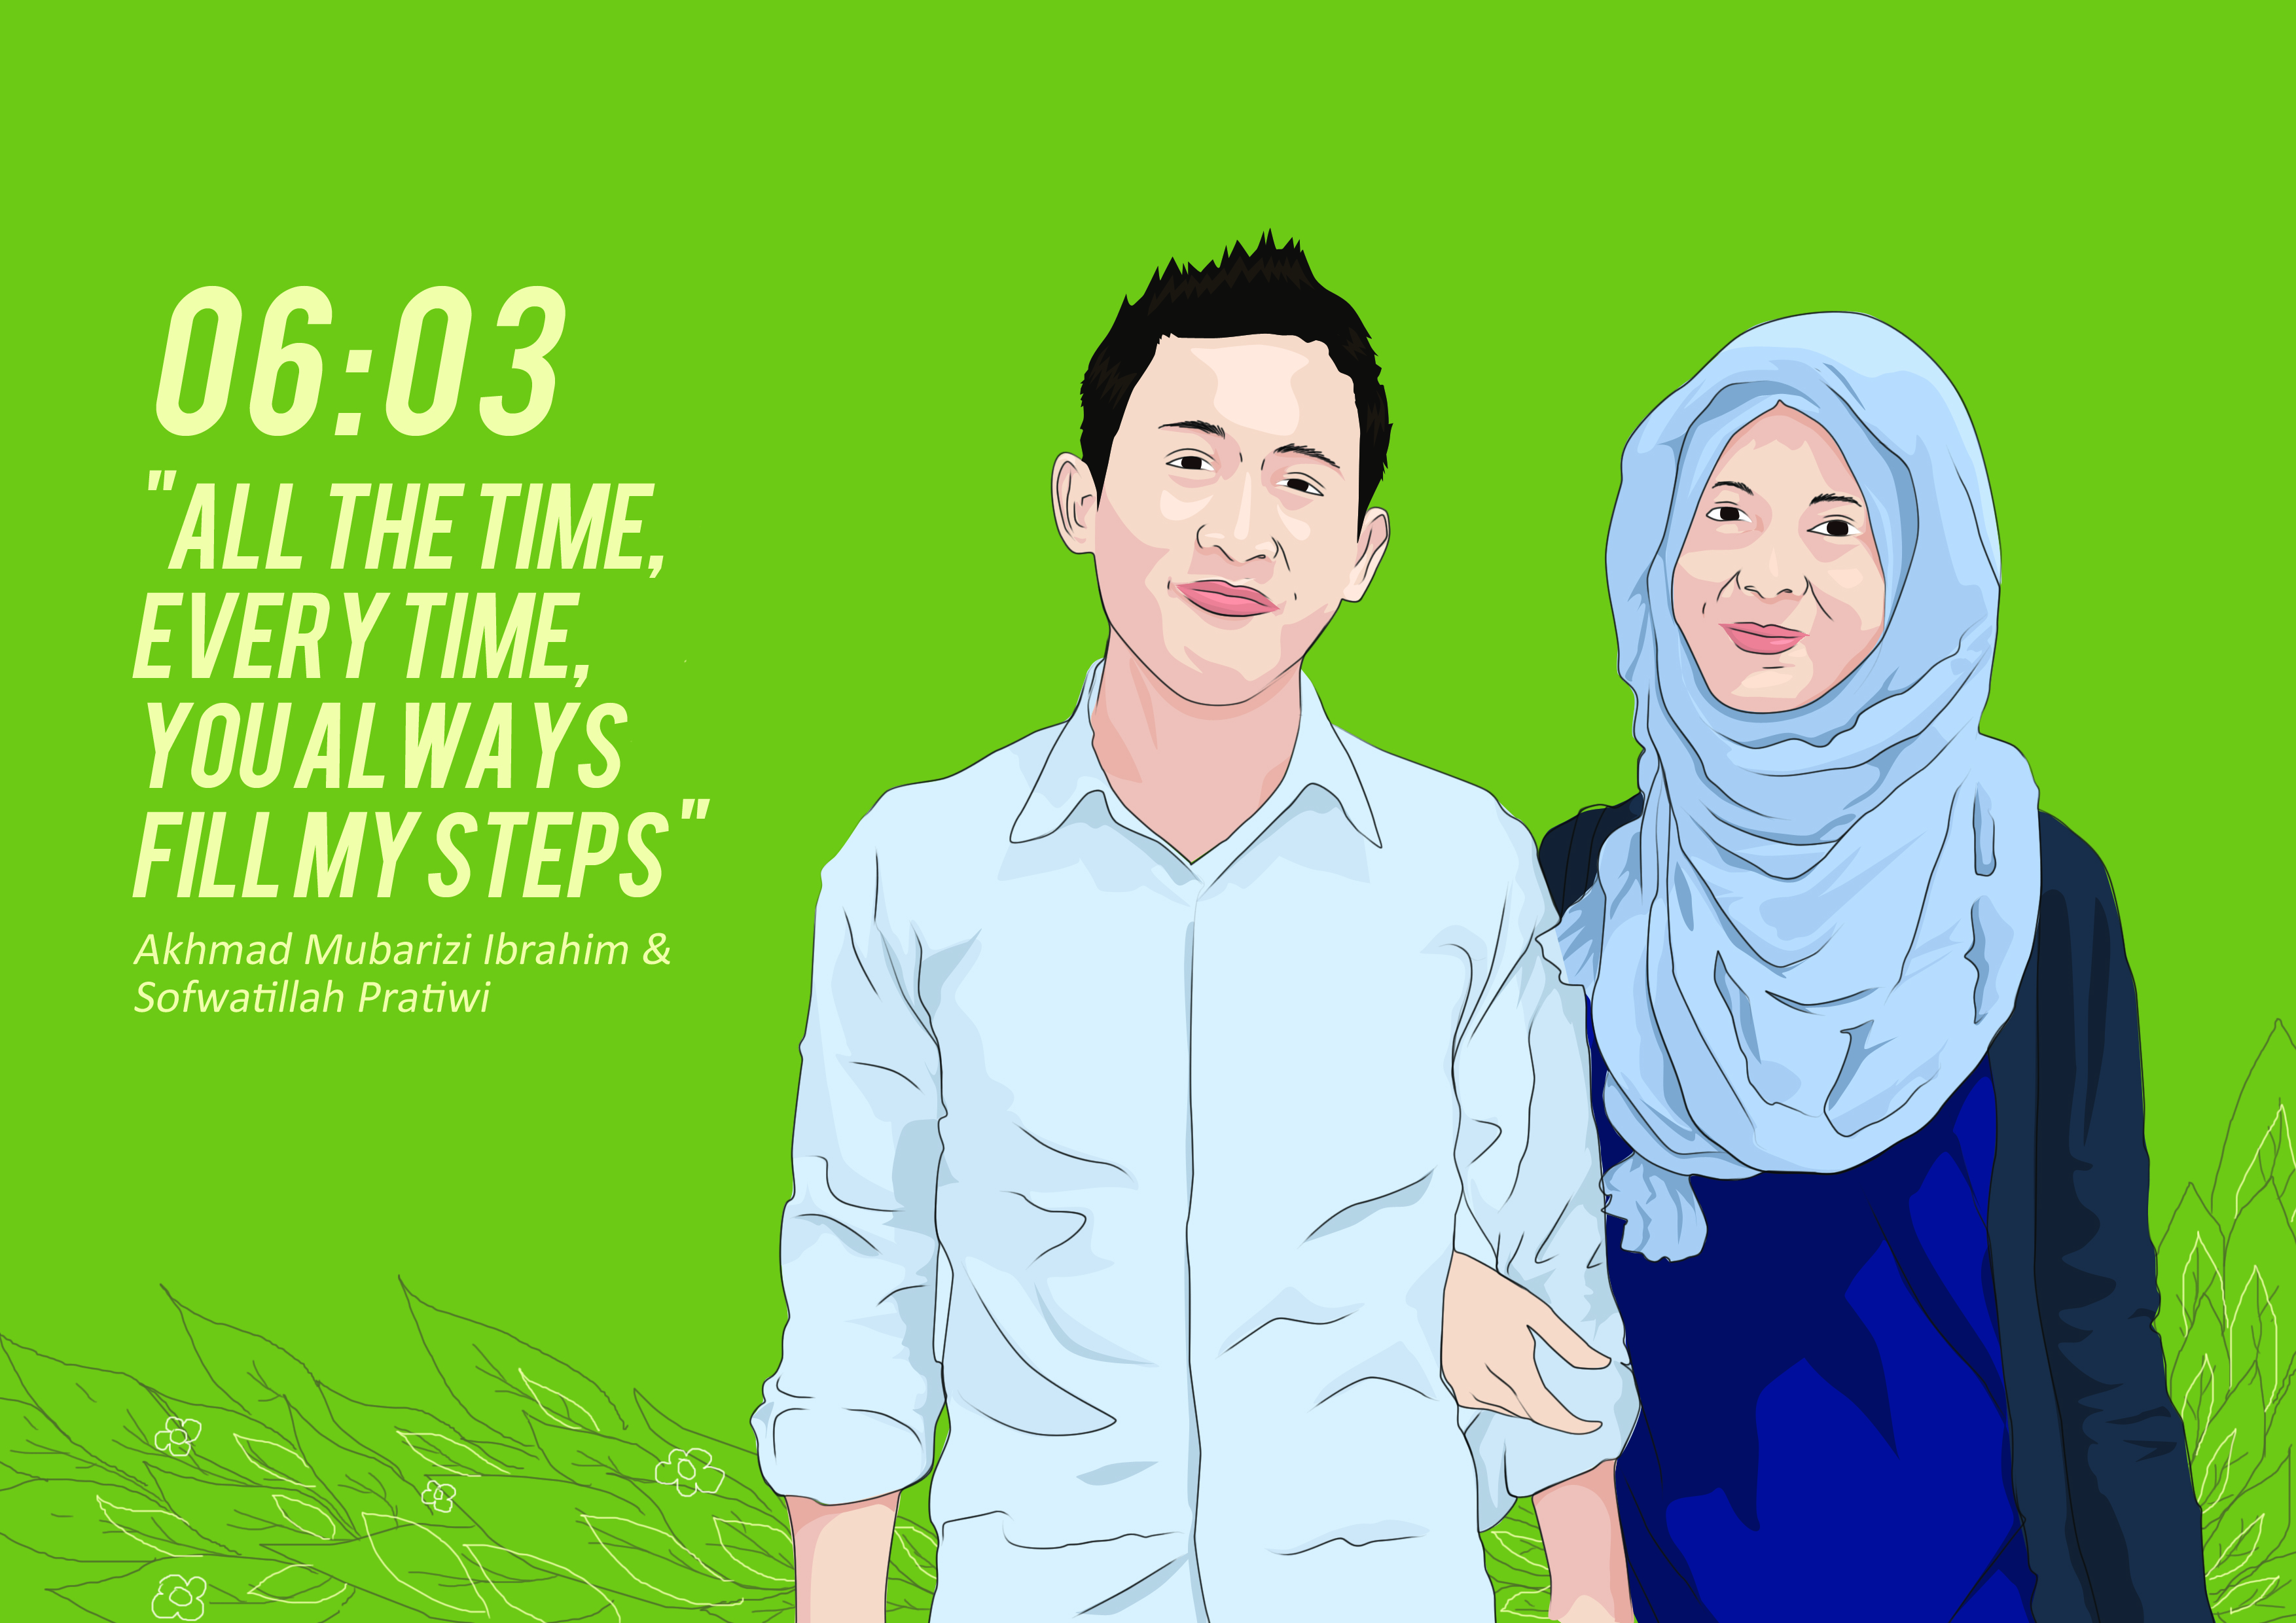 06:03
"ALL THE TIME,
EVERY TIME,
YOU ALWAYS
FILL MY STEPS"
Akhmad Mubarizi Ibrahim &
Sofwatillah Pratiwi